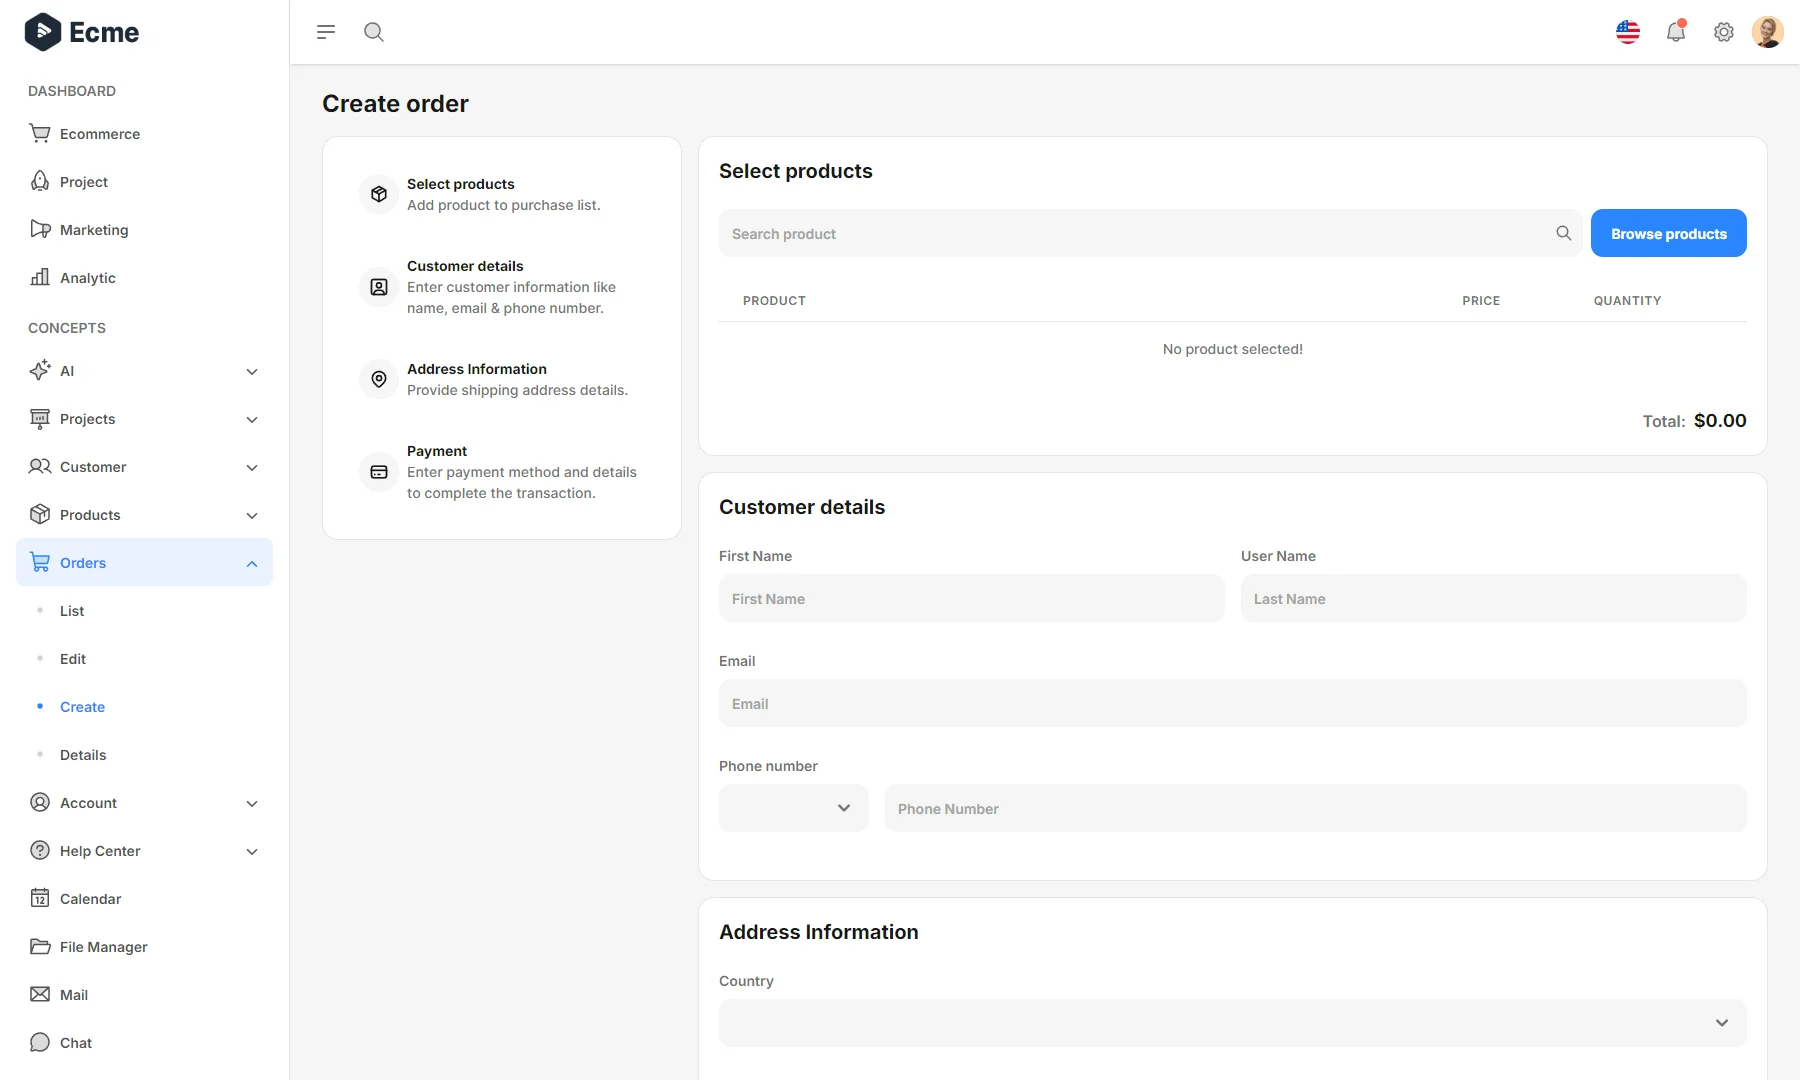 Ecme
DASHBOARD
Ecommerce
Project
Marketing
Analytic
CONCEPTS
AI
Projects
Customer
Products
Orders
List
Edit
Create
Details
Account
Help Center
12
Calendar
File Manager
Mail
Chat
Create order
Select products
Add product to purchase list.
Customer details
Enter customer information like
name, email & phone number.
Address Information
Provide shipping address details.
Payment
Enter payment method and details
to complete the transaction.
Select products
Search product
Browse products
PRODUCT PRICE QUANTITY
No product selected!
Total: $0.00
Customer details
First Name User Name
First Name Last Name
Email
Email
Phone number
Phone Number
Address Information
Country